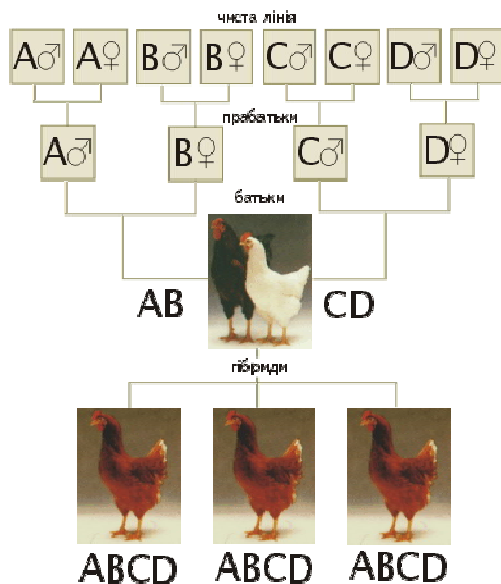 чиста лінія
A♂ A♀ B♂ B♀ C♂ C♀ D♂ D♀
прабатьки
A♂ B♀ C♂ D♀
батьки
AB CD
гібриди
ABCD ABCD ABCD